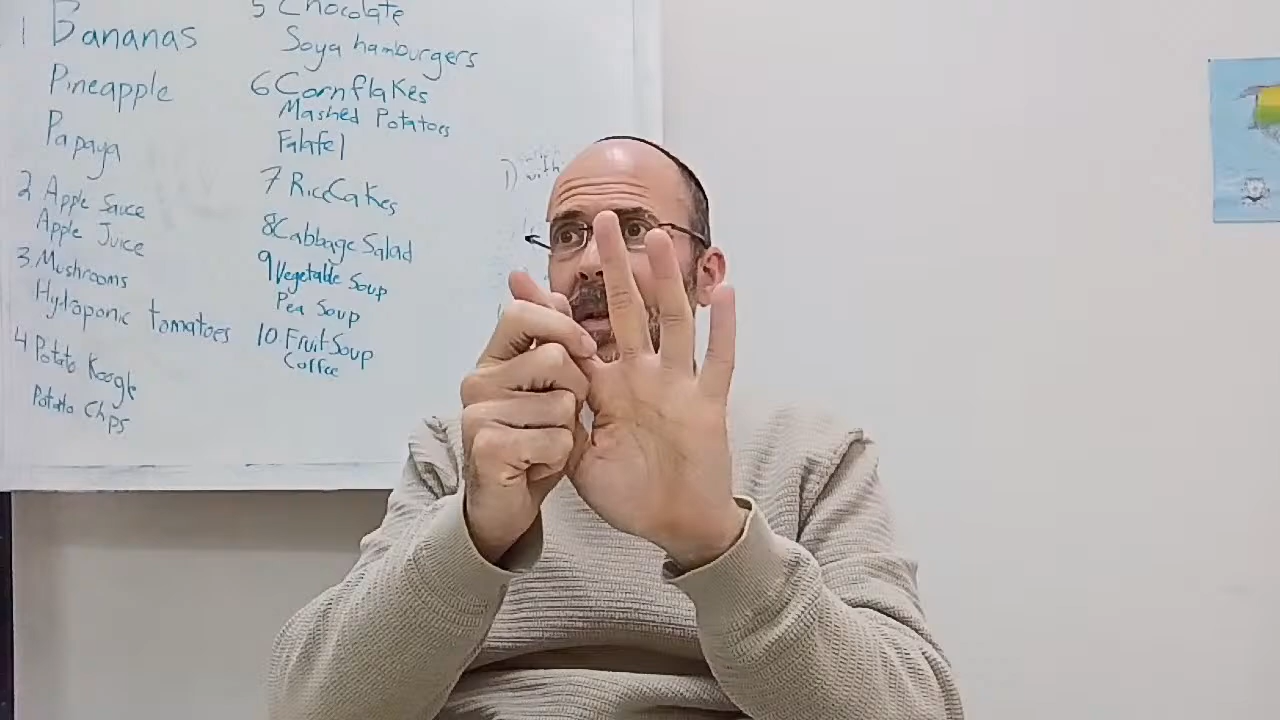 1 Bananas
Pineapple
Papaya
2 Apple Sauce
Apple Juice
3. Mushrooms
Hydroponic tomatoes
4 Potato Koogle
Potato Chips
5 Chocolate
Soya hamburgers
6 Cornflakes
Mashed Potatoes
Falafel
7 RiceCakes
8 Cabbage Salad
9 Vegetable Soup
Pea Soup
10. Fruit Soup
Coffee
1) with